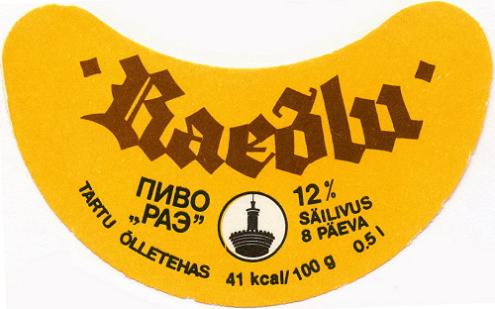 Raeõlu
ПИВО
„РАЭ”
12%
SÄILIVUS
8 PÄEVA
TARTU ÕLLETEHAS 41 kcal/100 g 0.5 l